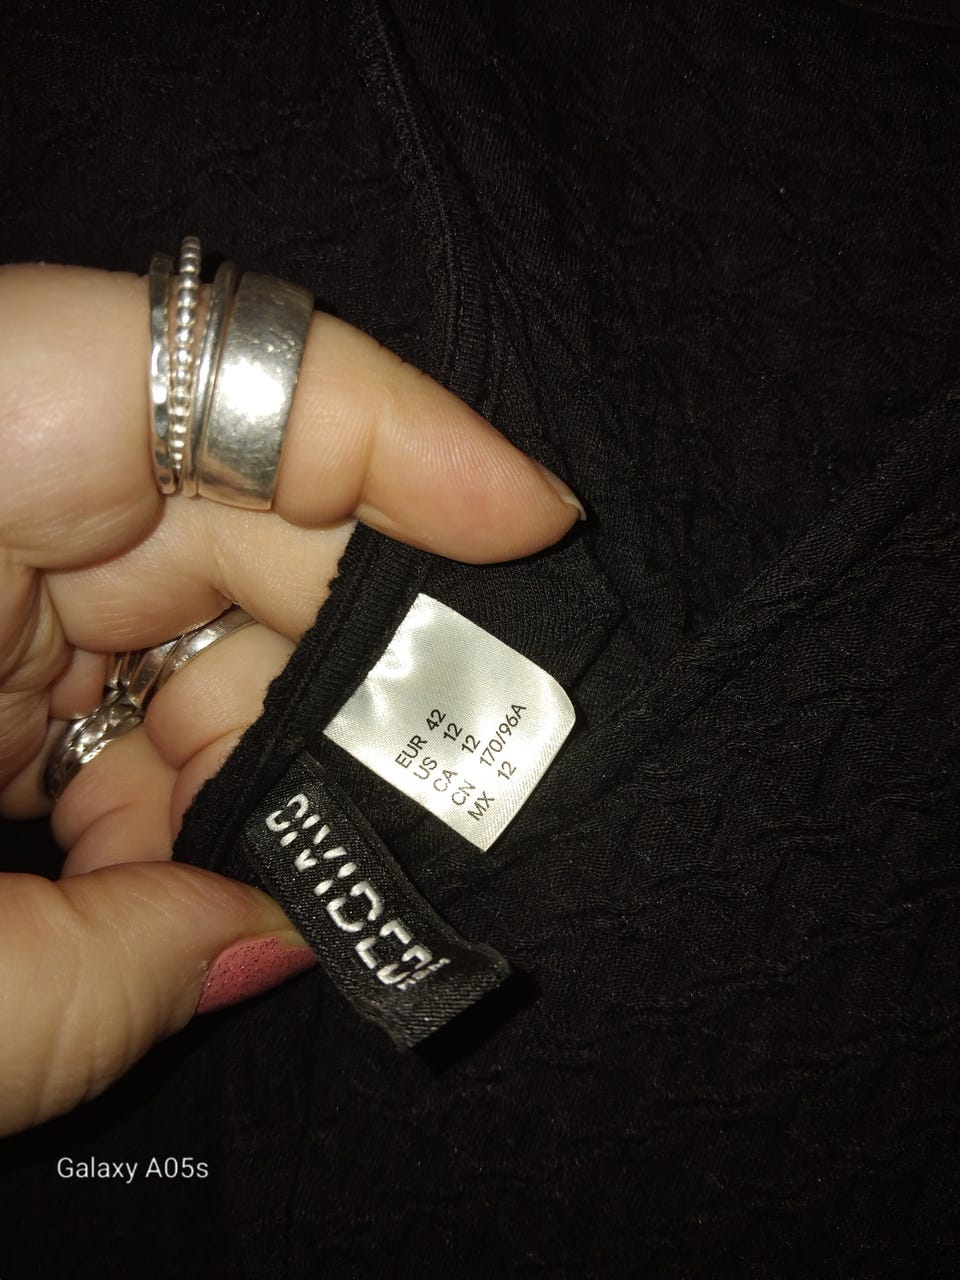 EUR 42
US 12
CA 12
CN 170/96A
MX 12
DIVIDED
Galaxy A05s